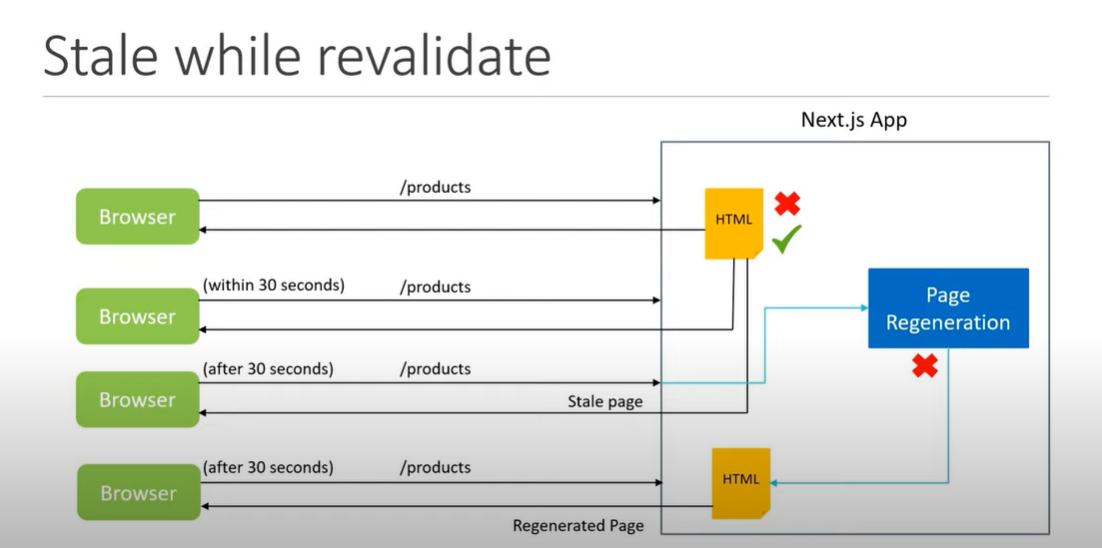 Stale while revalidate
Next.js App
Browser
/products
HTML
Browser
(within 30 seconds)
/products
Page
Regeneration
Browser
(after 30 seconds)
/products
Stale page
Browser
(after 30 seconds)
/products
HTML
Regenerated Page